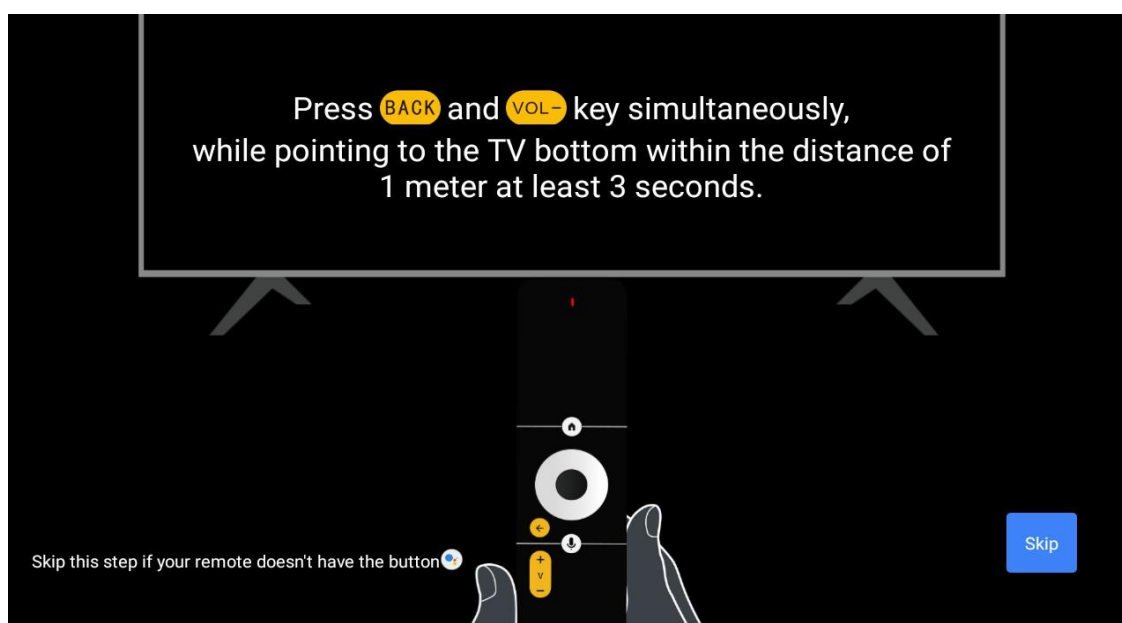 Press BACK and VOL- key simultaneously,
while pointing to the TV bottom within the distance of
1 meter at least 3 seconds.
+
V
-
Skip this step if your remote doesn't have the button
Skip